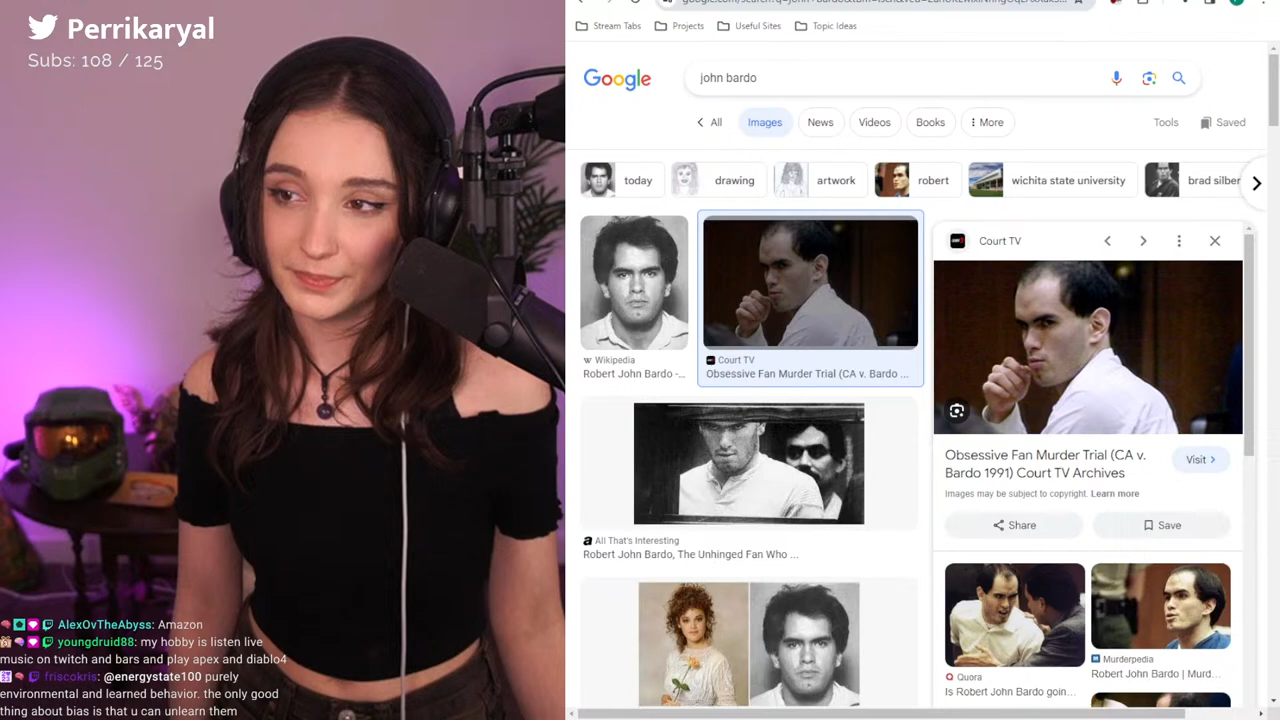 Perrikaryal
Subs: 108 / 125
Stream Tabs
Projects
Useful Sites
Topic Ideas
Google
john bardo
All
Images
News
Videos
Books
More
Tools
Saved
today
drawing
artwork
robert
wichita state university
brad silber
Wikipedia
Robert John Bardo -...
Court TV
Obsessive Fan Murder Trial (CA v. Bardo ...
All That's Interesting
Robert John Bardo, The Unhinged Fan Who ...
Court TV
Obsessive Fan Murder Trial (CA v.
Bardo 1991) Court TV Archives
Visit
Images may be subject to copyright. Learn more
Share
Save
Quora
Is Robert John Bardo goin...
Murderpedia
Robert John Bardo | Murd...
AlexOvTheAbyss: Amazon
youngdruid88: my hobby is listen live
music on twitch and bars and play apex and diablo4
friscokris: @energystate100 purely
environmental and learned behavior. the only good
thing about bias is that u can unlearn them